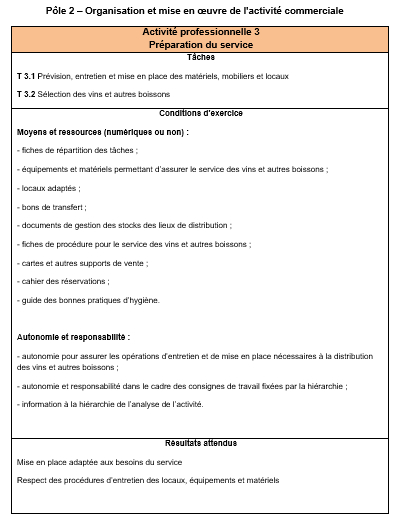 Pôle 2 – Organisation et mise en œuvre de l'activité commerciale
Activité professionnelle 3
Préparation du service
Tâches
T 3.1 Prévision, entretien et mise en place des matériels, mobiliers et locaux
T 3.2 Sélection des vins et autres boissons
Conditions d'exercice
Moyens et ressources (numériques ou non) :
- fiches de répartition des tâches ;
- équipements et matériels permettant d'assurer le service des vins et autres boissons ;
- locaux adaptés ;
- bons de transfert ;
- documents de gestion des stocks des lieux de distribution ;
- fiches de procédure pour le service des vins et autres boissons ;
- cartes et autres supports de vente ;
- cahier des réservations ;
- guide des bonnes pratiques d'hygiène.
Autonomie et responsabilité :
- autonomie pour assurer les opérations d'entretien et de mise en place nécessaires à la distribution
des vins et autres boissons ;
- autonomie et responsabilité dans le cadre des consignes de travail fixées par la hiérarchie ;
- information à la hiérarchie de l'analyse de l'activité.
Résultats attendus
Mise en place adaptée aux besoins du service
Respect des procédures d'entretien des locaux, équipements et matériels